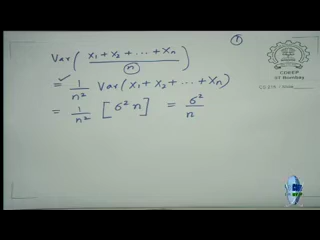 ①
Var( (x₁ + x₂ + ... + xₙ) / n )
= 1/n² Var(x₁ + x₂ + ... + xₙ)
= 1/n² [σ² n] = σ²/n
CDEEP
IIT Bombay